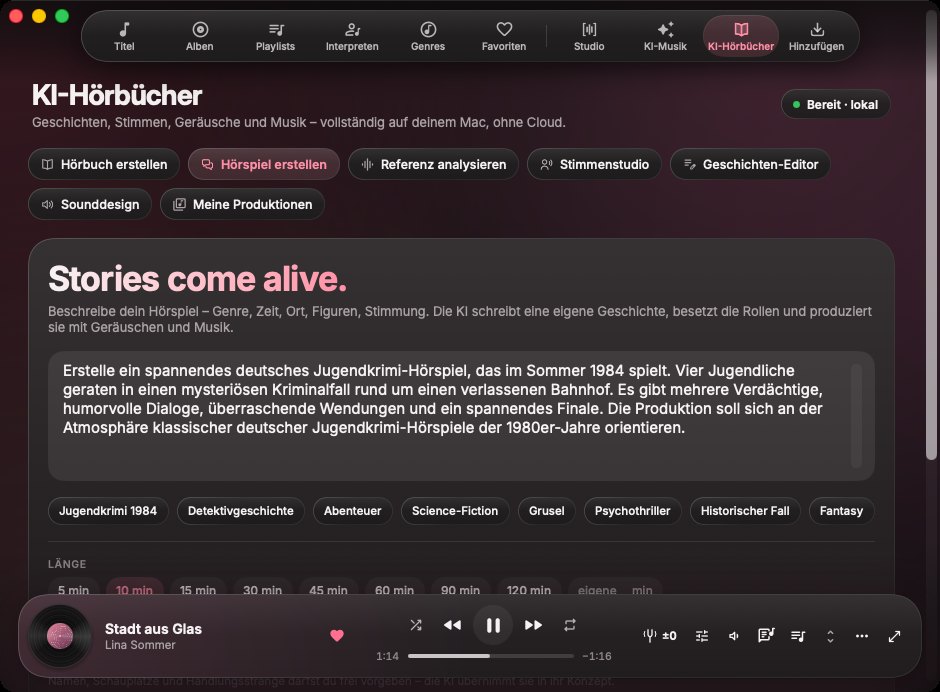 Titel
Alben
Playlists
Interpreten
Genres
Favoriten
Studio
KI-Musik
KI-Hörbücher
Hinzufügen
KI-Hörbücher
Geschichten, Stimmen, Geräusche und Musik – vollständig auf deinem Mac, ohne Cloud.
Bereit · lokal
Hörbuch erstellen
Hörspiel erstellen
Referenz analysieren
Stimmenstudio
Geschichten-Editor
Sounddesign
Meine Produktionen
Stories come alive.
Beschreibe dein Hörspiel – Genre, Zeit, Ort, Figuren, Stimmung. Die KI schreibt eine eigene Geschichte, besetzt die Rollen und produziert
sie mit Geräuschen und Musik.
Erstelle ein spannendes deutsches Jugendkrimi-Hörspiel, das im Sommer 1984 spielt. Vier Jugendliche
geraten in einen mysteriösen Kriminalfall rund um einen verlassenen Bahnhof. Es gibt mehrere Verdächtige,
humorvolle Dialoge, überraschende Wendungen und ein spannendes Finale. Die Produktion soll sich an der
Atmosphäre klassischer deutscher Jugendkrimi-Hörspiele der 1980er-Jahre orientieren.
Jugendkrimi 1984
Detektivgeschichte
Abenteuer
Science-Fiction
Grusel
Psychothriller
Historischer Fall
Fantasy
LÄNGE
5 min
10 min
15 min
30 min
45 min
60 min
90 min
120 min
eigene min
Stadt aus Glas
Lina Sommer
1:14
−1:16
±0
Namen, Schauplätze und Handlungsstränge darfst du frei vorgeben – die KI übernimmt sie in ihr Konzept.